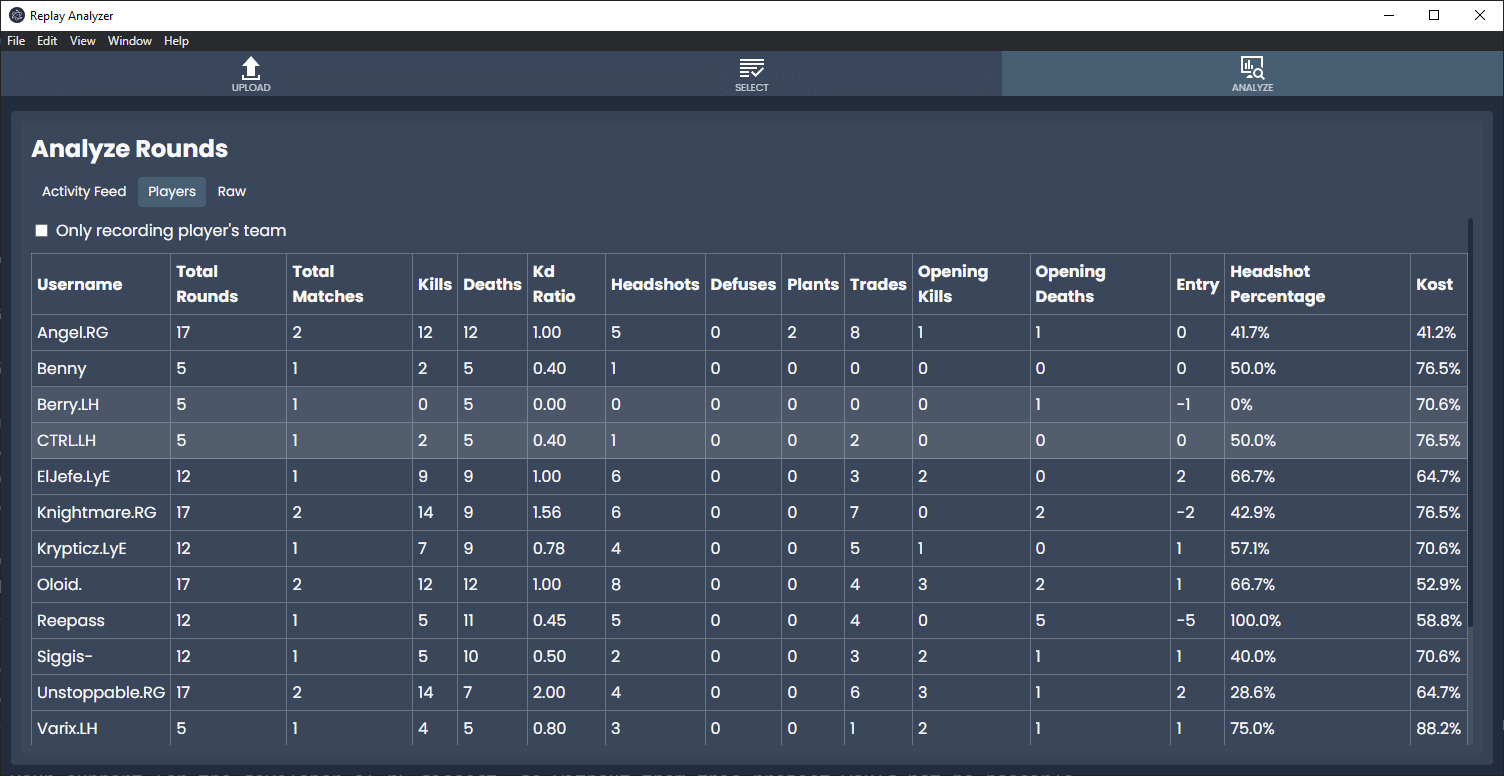 Replay Analyzer
File Edit View Window Help
UPLOAD SELECT ANALYZE
Analyze Rounds
Activity Feed Players Raw
Only recording player's team
Username Total Rounds Total Matches Kills Deaths Kd Ratio Headshots Defuses Plants Trades Opening Kills Opening Deaths Entry Headshot Percentage Kost
Angel.RG 17 2 12 12 1.00 5 0 2 8 1 1 0 41.7% 41.2%
Benny 5 1 2 5 0.40 1 0 0 0 0 0 0 50.0% 76.5%
Berry.LH 5 1 0 5 0.00 0 0 0 0 0 1 -1 0% 70.6%
CTRL.LH 5 1 2 5 0.40 1 0 0 2 0 0 0 50.0% 76.5%
ElJefe.LyE 12 1 9 9 1.00 6 0 0 3 2 0 2 66.7% 64.7%
Knightmare.RG 17 2 14 9 1.56 6 0 0 7 0 2 -2 42.9% 76.5%
Krypticz.LyE 12 1 7 9 0.78 4 0 0 5 1 0 1 57.1% 70.6%
Oloid. 17 2 12 12 1.00 8 0 0 4 3 2 1 66.7% 52.9%
Reepass 12 1 5 11 0.45 5 0 0 4 0 5 -5 100.0% 58.8%
Siggis- 12 1 5 10 0.50 2 0 0 3 2 1 1 40.0% 70.6%
Unstoppable.RG 17 2 14 7 2.00 4 0 0 6 3 1 2 28.6% 64.7%
Varix.LH 5 1 4 5 0.80 3 0 0 1 2 1 1 75.0% 88.2%